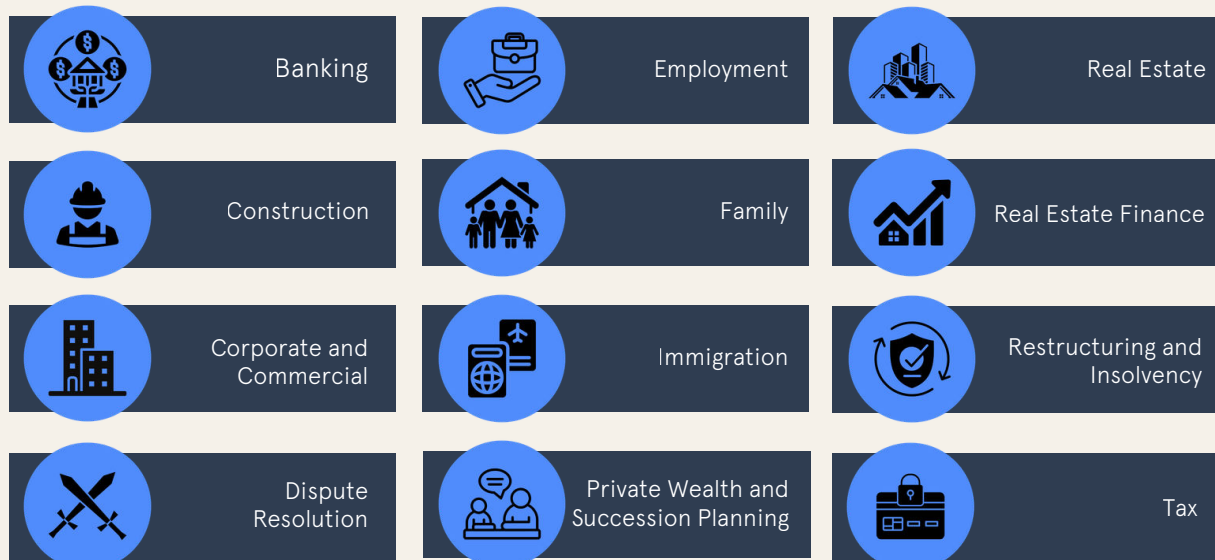 Banking
Employment
Real Estate
Construction
Family
Real Estate Finance
Corporate and
Commercial
Immigration
Restructuring and
Insolvency
Dispute
Resolution
Private Wealth and
Succession Planning
Tax